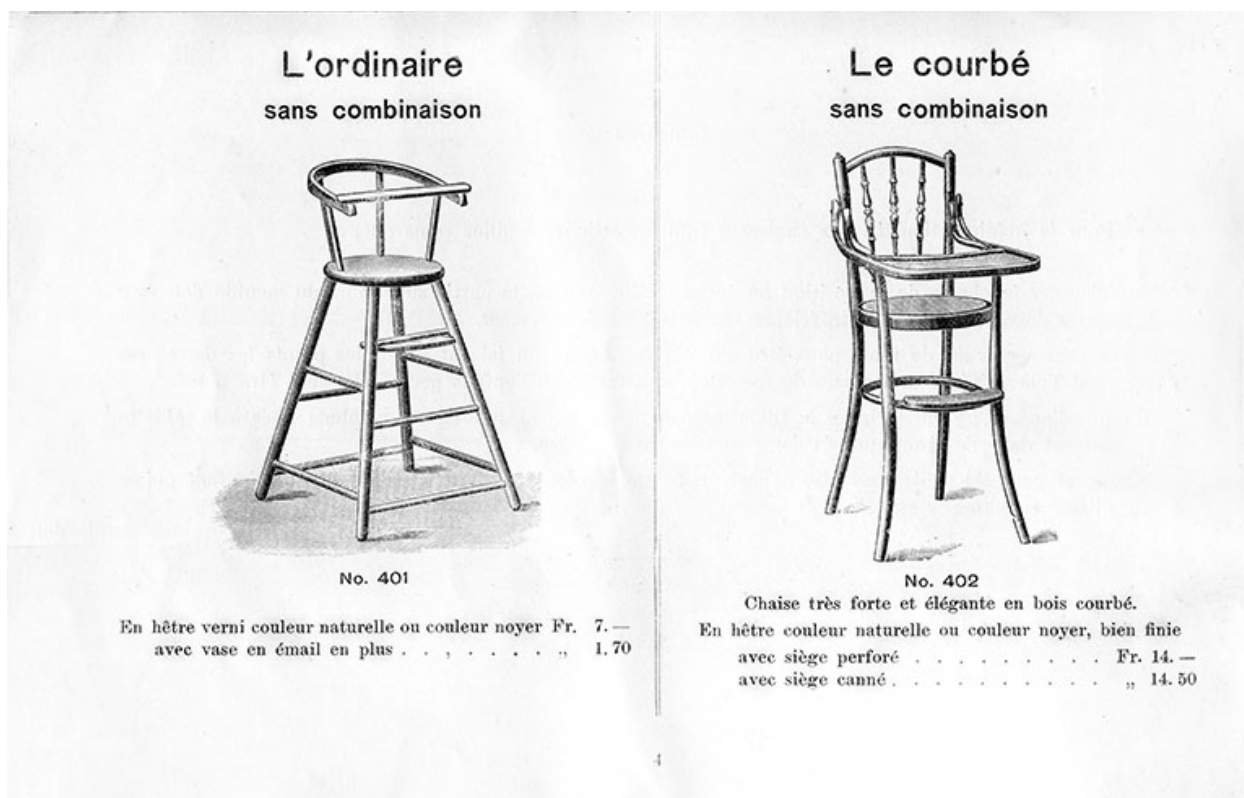 L'ordinaire
sans combinaison
No. 401
En hêtre verni couleur naturelle ou couleur noyer Fr. 7.—
avec vase en émail en plus . . , . . . . . „ 1.70
Le courbé
sans combinaison
No. 402
Chaise très forte et élégante en bois courbé.
En hêtre couleur naturelle ou couleur noyer, bien finie
avec siège perforé . . . . . . . . . . Fr. 14.—
avec siège canné . . . . . . . . . . . „ 14.50
4